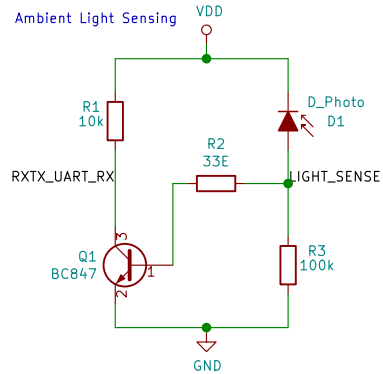 Ambient Light Sensing
VDD
R1
10k
D_Photo
D1
R2
33E
RXTX_UART_RX
LIGHT_SENSE
3
Q1
BC847
1
2
R3
100k
GND